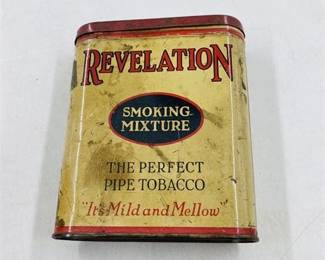 REVELATION
SMOKING
MIXTURE
THE PERFECT
PIPE TOBACCO
"It's Mild and Mellow"